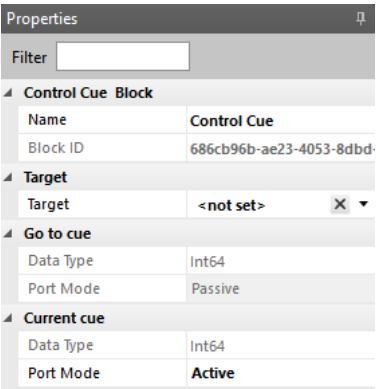 Properties
Filter
Control Cue Block
Name Control Cue
Block ID 686cb96b-ae23-4053-8dbd-
Target
Target <not set>
Go to cue
Data Type Int64
Port Mode Passive
Current cue
Data Type Int64
Port Mode Active